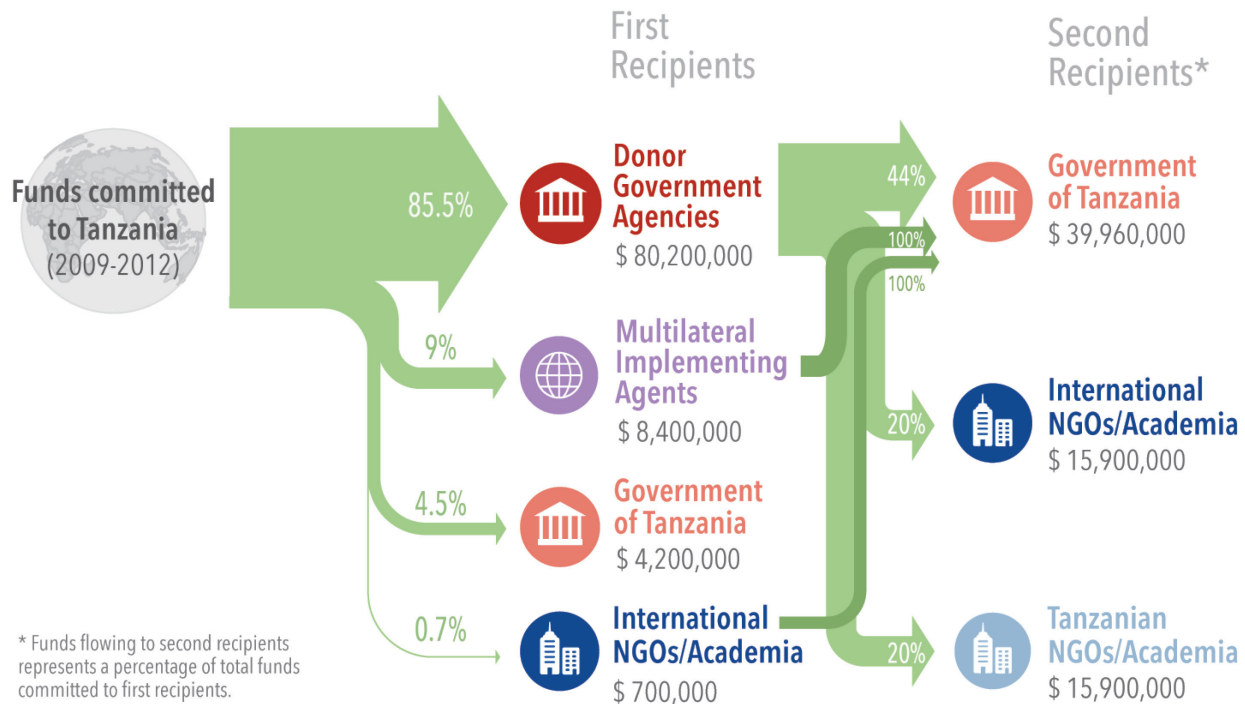 First
Recipients
Second
Recipients*
Funds committed
to Tanzania
(2009-2012)
85.5%
Donor
Government
Agencies
$ 80,200,000
44%
Government
of Tanzania
$ 39,960,000
100%
100%
9%
Multilateral
Implementing
Agents
$ 8,400,000
20%
International
NGOs/Academia
$ 15,900,000
4.5%
Government
of Tanzania
$ 4,200,000
0.7%
International
NGOs/Academia
$ 700,000
20%
Tanzanian
NGOs/Academia
$ 15,900,000
* Funds flowing to second recipients
represents a percentage of total funds
committed to first recipients.